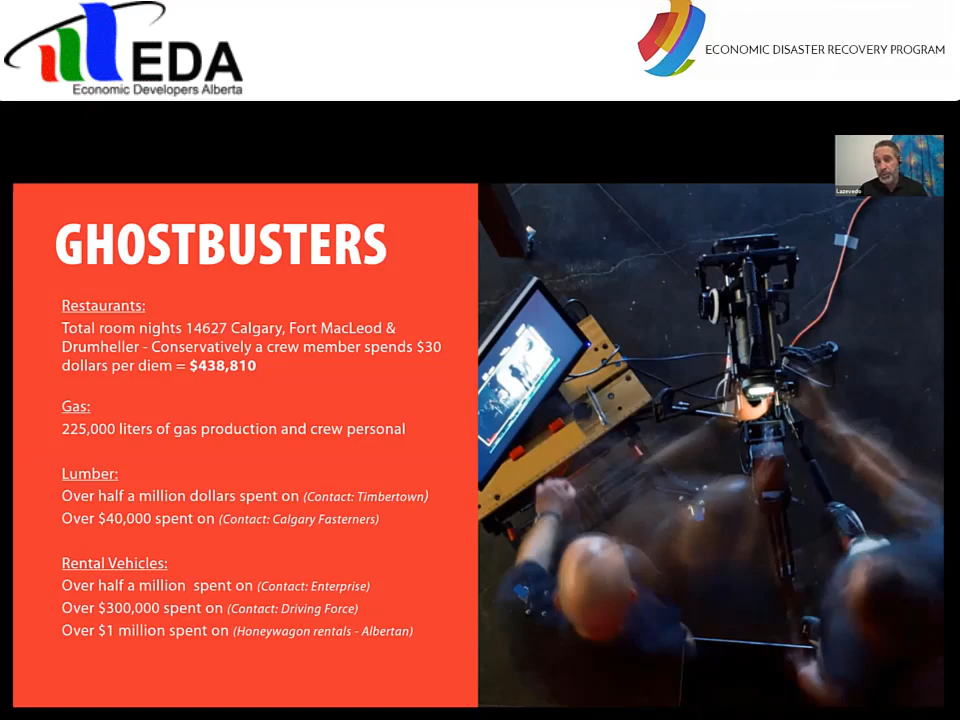 EDA
Economic Developers Alberta
ECONOMIC DISASTER RECOVERY PROGRAM
Lazevedo
GHOSTBUSTERS
Restaurants:
Total room nights 14627 Calgary, Fort MacLeod &
Drumheller - Conservatively a crew member spends $30
dollars per diem = $438,810
Gas:
225,000 liters of gas production and crew personal
Lumber:
Over half a million dollars spent on (Contact: Timbertown)
Over $40,000 spent on (Contact: Calgary Fasterners)
Rental Vehicles:
Over half a million  spent on (Contact: Enterprise)
Over $300,000 spent on (Contact: Driving Force)
Over $1 million spent on (Honeywagon rentals - Albertan)